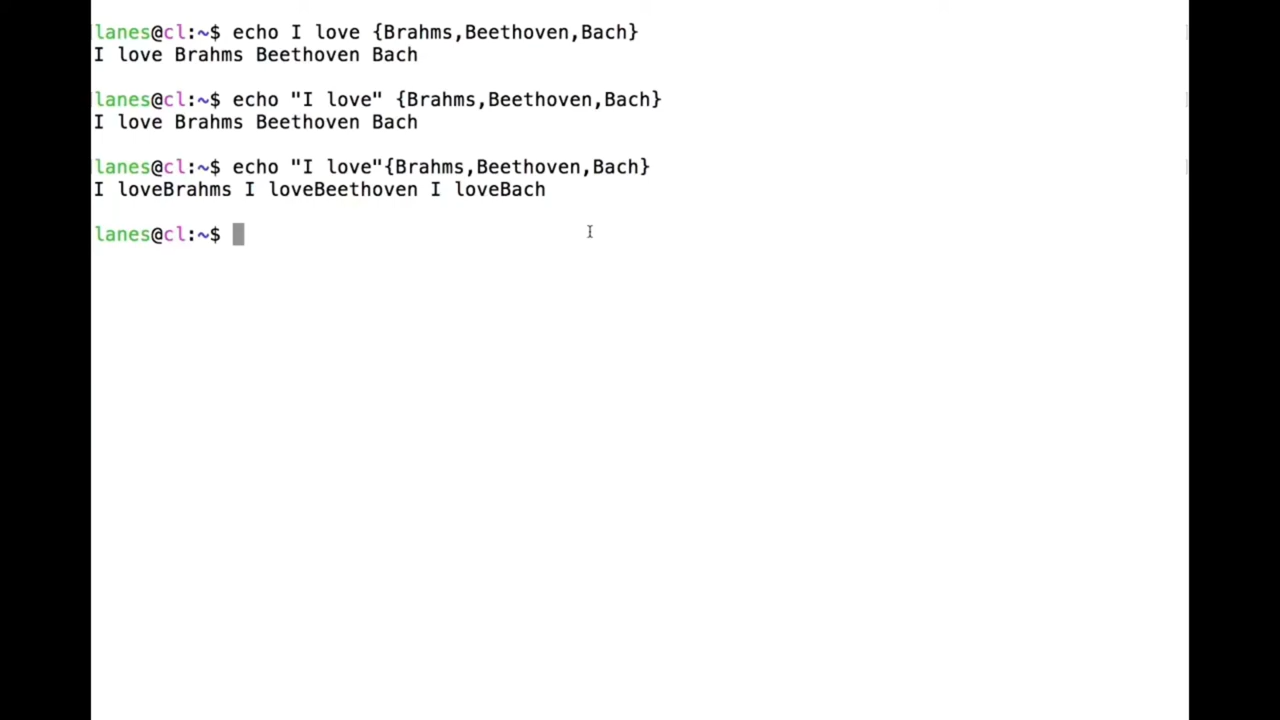 lanes@cl:~$ echo I love {Brahms,Beethoven,Bach}
I love Brahms Beethoven Bach
lanes@cl:~$ echo "I love" {Brahms,Beethoven,Bach}
I love Brahms Beethoven Bach
lanes@cl:~$ echo "I love"{Brahms,Beethoven,Bach}
I loveBrahms I loveBeethoven I loveBach
lanes@cl:~$